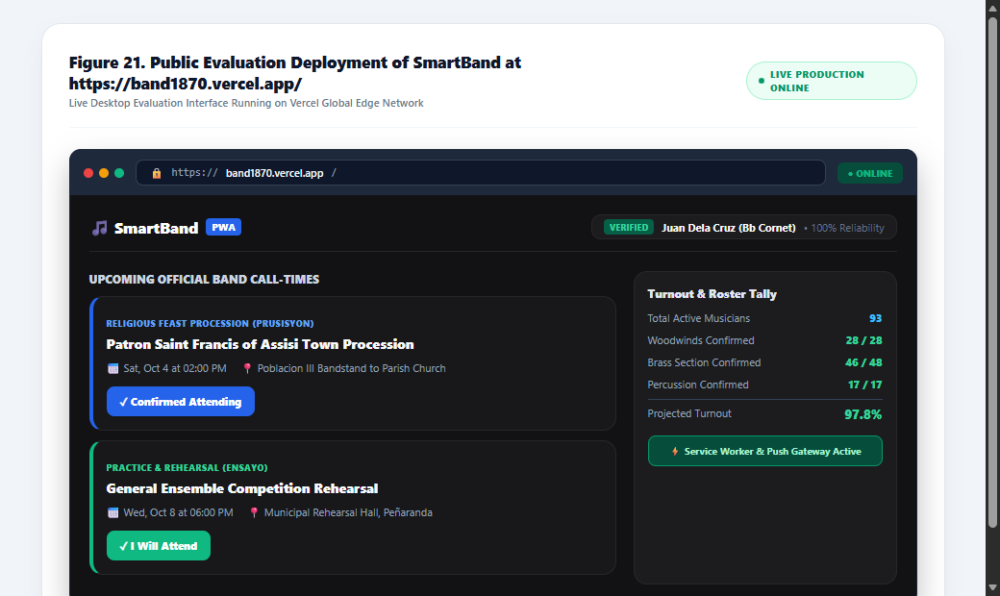 Figure 21. Public Evaluation Deployment of SmartBand at
https://band1870.vercel.app/
Live Desktop Evaluation Interface Running on Vercel Global Edge Network
LIVE PRODUCTION
ONLINE
https:// band1870.vercel.app /
• ONLINE
SmartBand PWA
VERIFIED Juan Dela Cruz (Bb Cornet) • 100% Reliability
UPCOMING OFFICIAL BAND CALL-TIMES
RELIGIOUS FEAST PROCESSION (PRUSISYON)
Patron Saint Francis of Assisi Town Procession
Sat, Oct 4 at 02:00 PM Poblacion III Bandstand to Parish Church
✓ Confirmed Attending
PRACTICE & REHEARSAL (ENSAYO)
General Ensemble Competition Rehearsal
Wed, Oct 8 at 06:00 PM Municipal Rehearsal Hall, Peñaranda
✓ I Will Attend
Turnout & Roster Tally
Total Active Musicians 93
Woodwinds Confirmed 28 / 28
Brass Section Confirmed 46 / 48
Percussion Confirmed 17 / 17
Projected Turnout 97.8%
Service Worker & Push Gateway Active